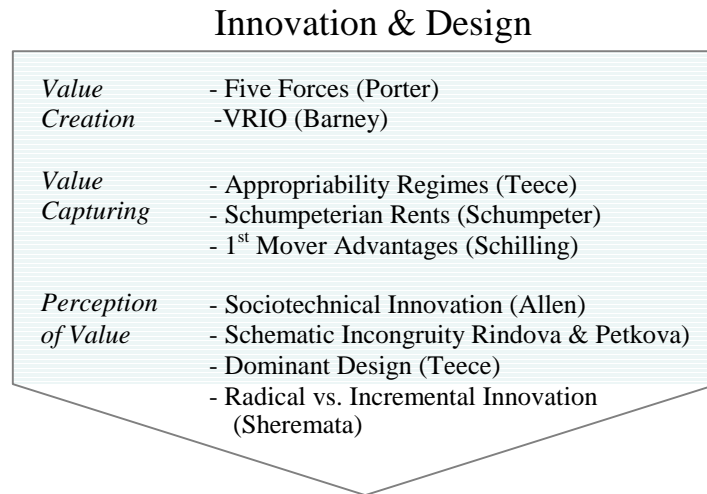 Innovation & Design
Value - Five Forces (Porter)
Creation -VRIO (Barney)
Value - Appropriability Regimes (Teece)
Capturing - Schumpeterian Rents (Schumpeter)
- 1st Mover Advantages (Schilling)
Perception - Sociotechnical Innovation (Allen)
of Value - Schematic Incongruity Rindova & Petkova)
- Dominant Design (Teece)
- Radical vs. Incremental Innovation
(Sheremata)